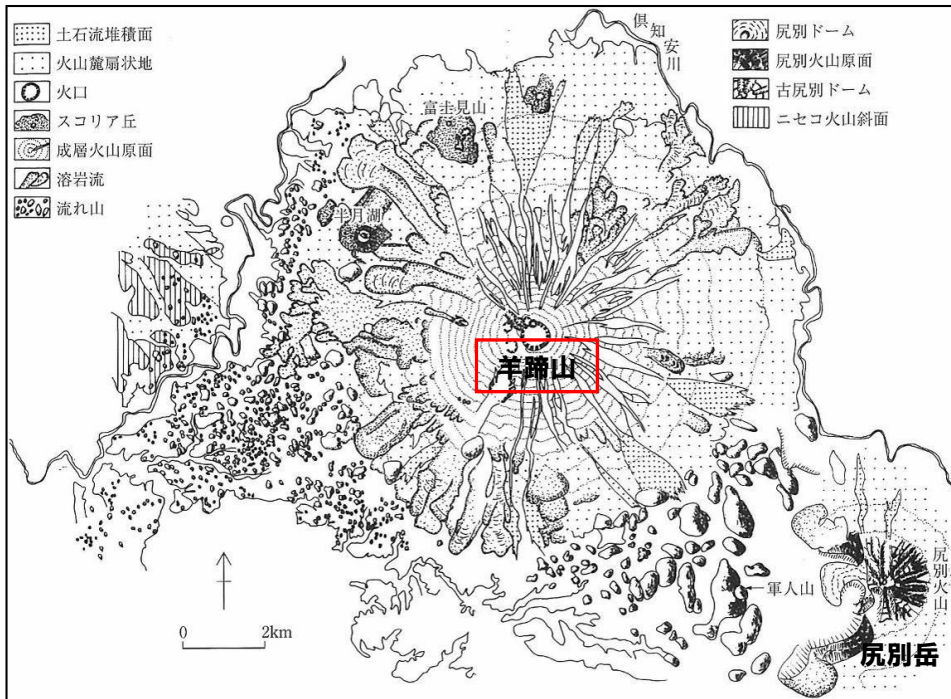 土石流堆積面
火山麓扇状地
火口
スコリア丘
成層火山原面
溶岩流
流れ山
尻別ドーム
尻別火山原面
古尻別ドーム
ニセコ火山斜面
倶知安川
富士見山
半月湖
羊蹄山
軍人山
尻別火山
尻別岳
0 2km